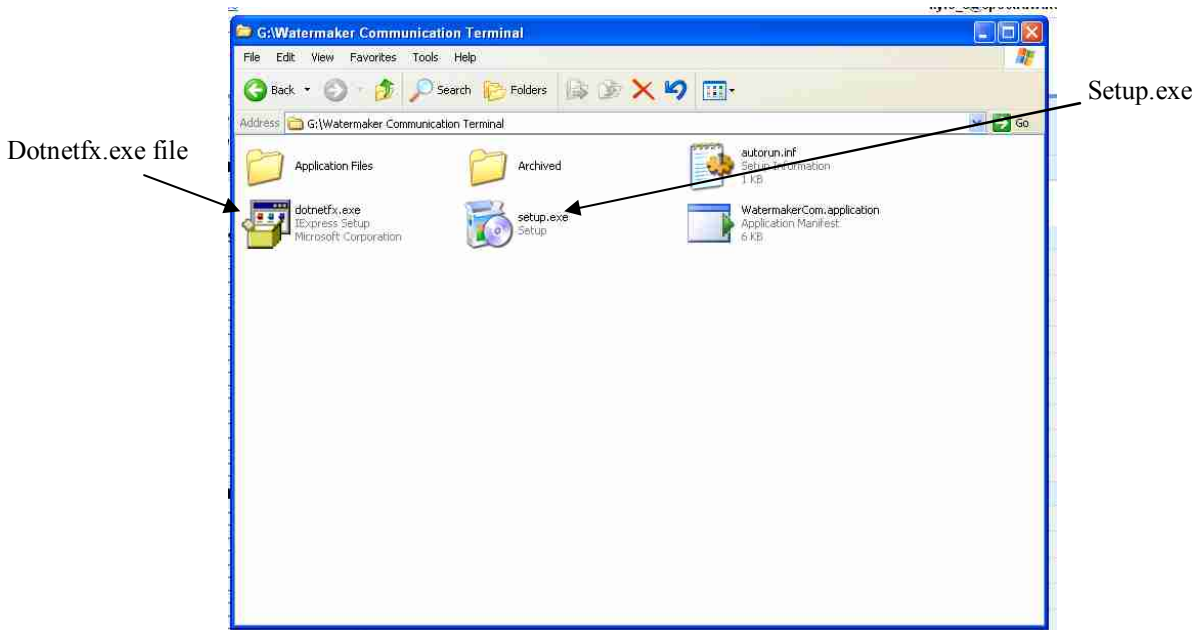 G:\Watermaker Communication Terminal
File Edit View Favorites Tools Help
Back Search Folders
Setup.exe
Address G:\Watermaker Communication Terminal Go
Dotnetfx.exe file
Application Files
Archived
autorun.inf
Setup Information
1 KB
dotnetfx.exe
IExpress Setup
Microsoft Corporation
setup.exe
Setup
WatermakerCom.application
Application Manifest
6 KB